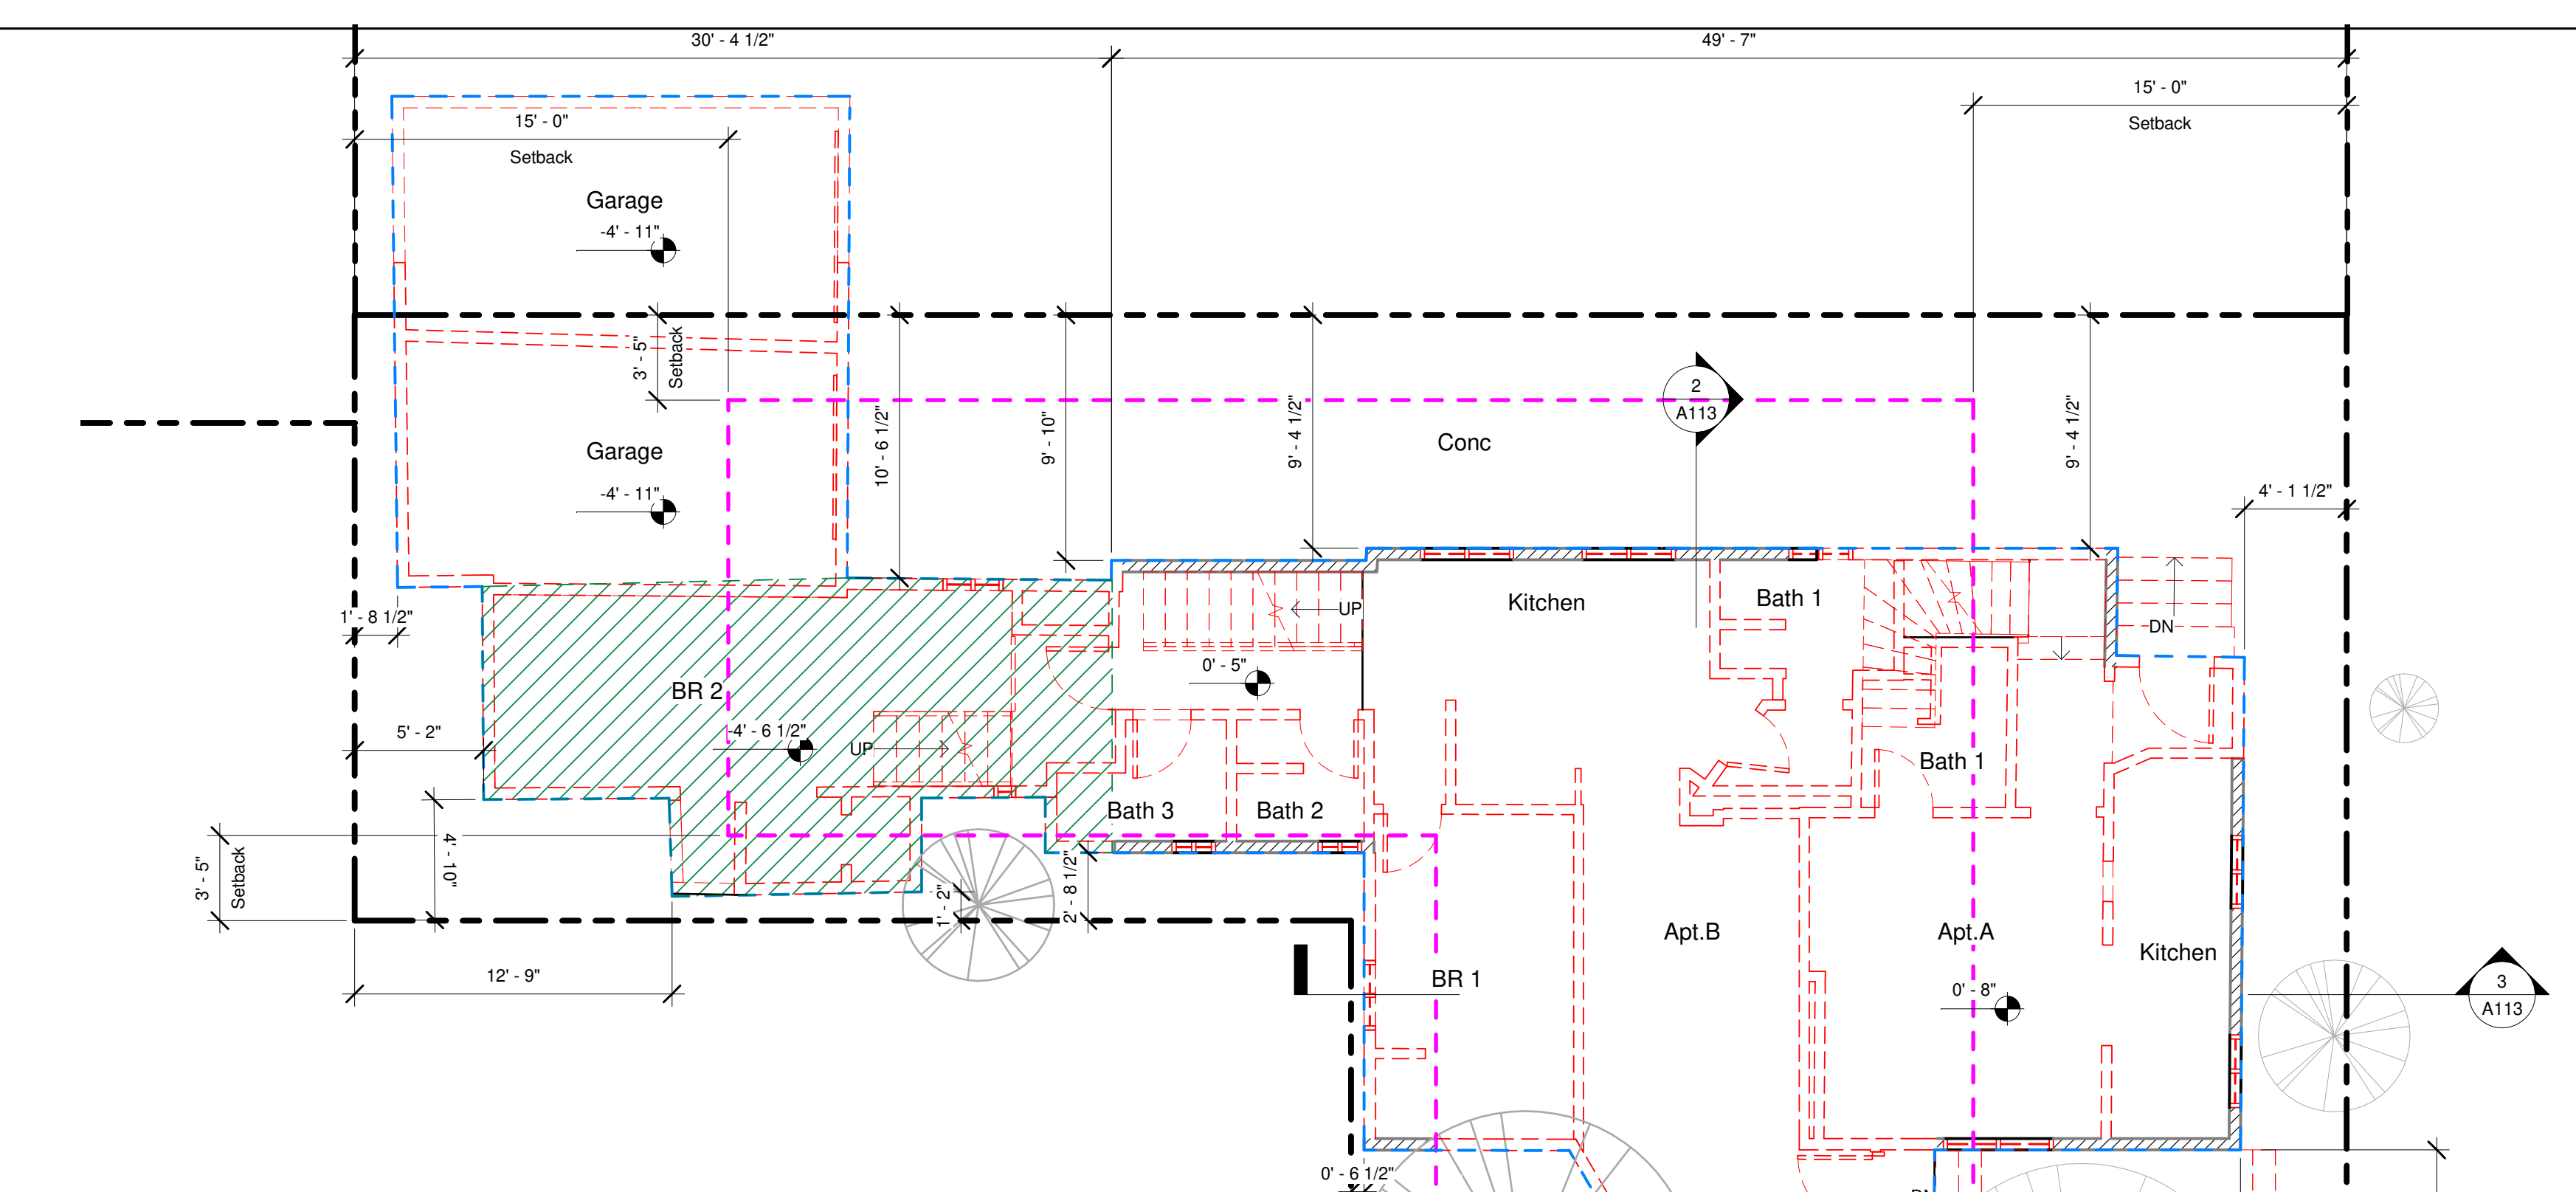 30' - 4 1/2"
49' - 7"
15' - 0"
Setback
15' - 0"
Setback
Garage
-4' - 11"
3' - 5"
Setback
Garage
-4' - 11"
10' - 6 1/2"
9' - 10"
9' - 4 1/2"
2
A113
Conc
9' - 4 1/2"
4' - 1 1/2"
1' - 8 1/2"
UP
Kitchen
Bath 1
DN
0' - 5"
BR 2
5' - 2"
-4' - 6 1/2"
UP
Bath 1
Bath 3
Bath 2
3' - 5"
Setback
4' - 10"
1' - 2"
2' - 8 1/2"
Apt.B
Apt.A
Kitchen
12' - 9"
BR 1
0' - 8"
3
A113
0' - 6 1/2"